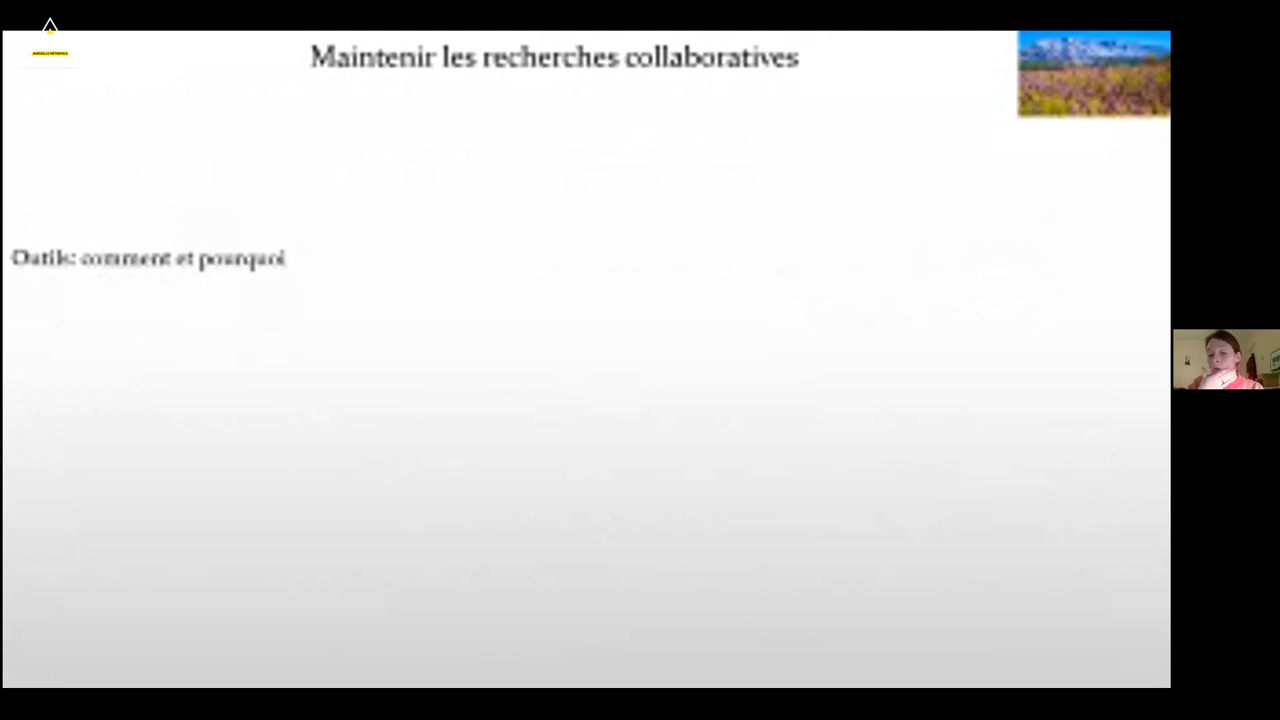 Maintenir les recherches collaboratives
Outils: comment et pourquoi